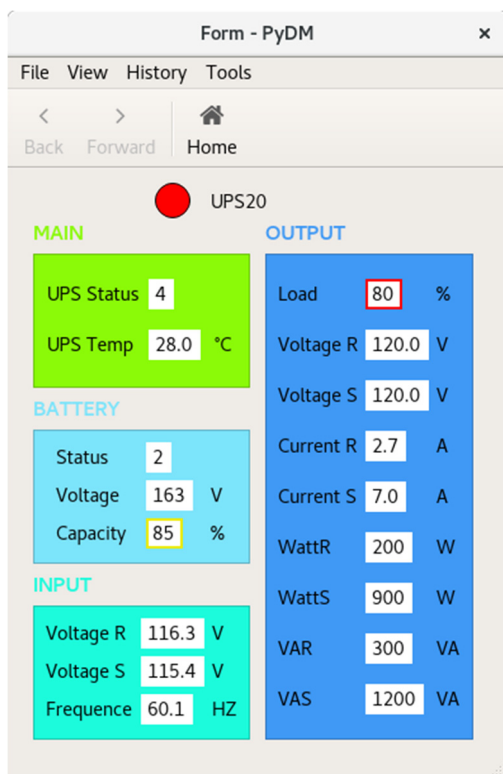 Form - PyDM ×
File View History Tools
Back Forward Home
UPS20
MAIN
UPS Status 4
UPS Temp 28.0 °C
BATTERY
Status 2
Voltage 163 V
Capacity 85 %
INPUT
Voltage R 116.3 V
Voltage S 115.4 V
Frequence 60.1 HZ
OUTPUT
Load 80 %
Voltage R 120.0 V
Voltage S 120.0 V
Current R 2.7 A
Current S 7.0 A
WattR 200 W
WattS 900 W
VAR 300 VA
VAS 1200 VA